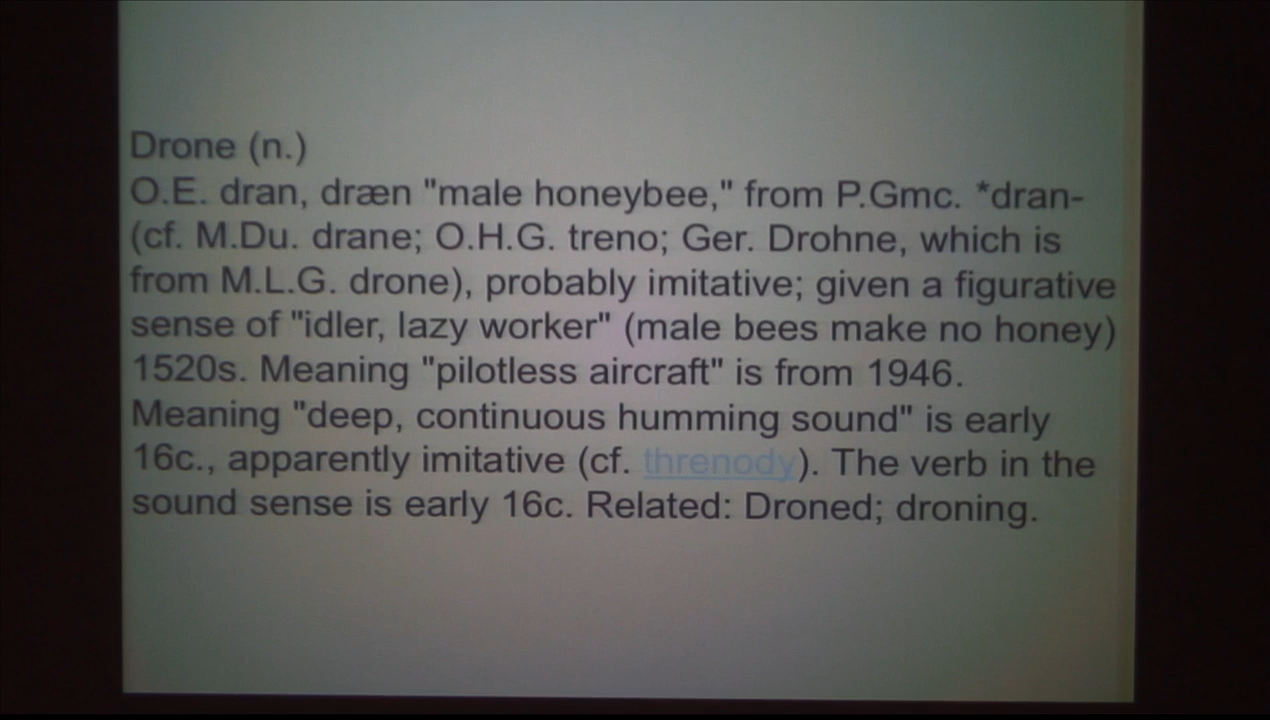 Drone (n.)
O.E. dran, dræn "male honeybee," from P.Gmc. *dran-
(cf. M.Du. drane; O.H.G. treno; Ger. Drohne, which is
from M.L.G. drone), probably imitative; given a figurative
sense of "idler, lazy worker" (male bees make no honey)
1520s. Meaning "pilotless aircraft" is from 1946.
Meaning "deep, continuous humming sound" is early
16c., apparently imitative (cf. threnody). The verb in the
sound sense is early 16c. Related: Droned; droning.